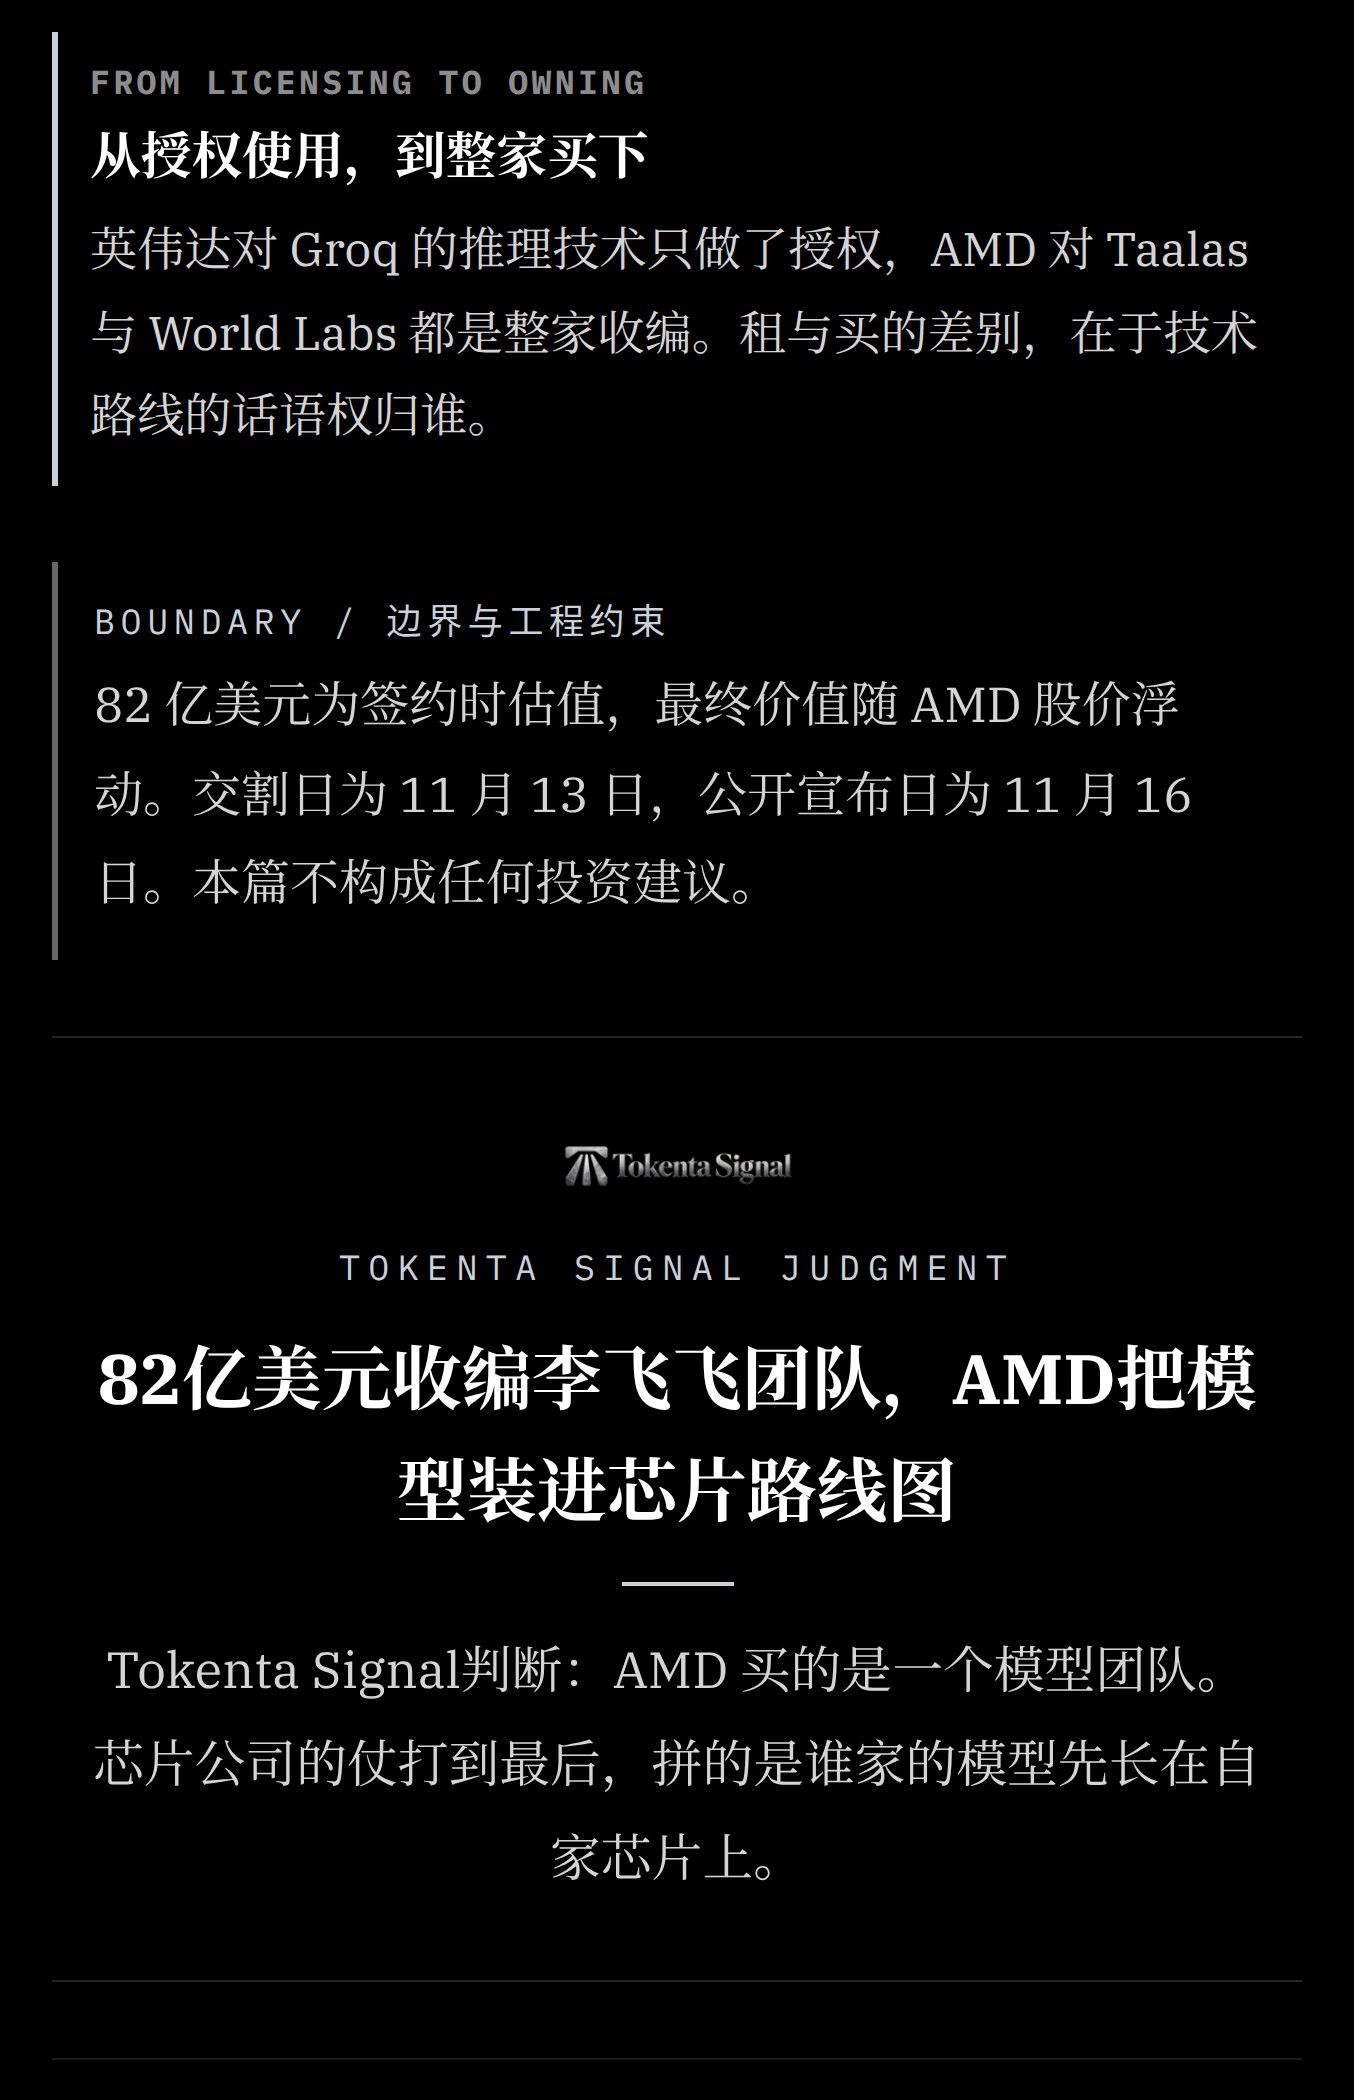 FROM LICENSING TO OWNING
从授权使用，到整家买下
英伟达对 Groq 的推理技术只做了授权，AMD 对 Taalas
与 World Labs 都是整家收编。租与买的差别，在于技术
路线的话语权归谁。
BOUNDARY / 边界与工程约束
82 亿美元为签约时估值，最终价值随 AMD 股价浮
动。交割日为 11 月 13 日，公开宣布日为 11 月 16
日。本篇不构成任何投资建议。
Tokenta Signal
TOKENTA SIGNAL JUDGMENT
82亿美元收编李飞飞团队，AMD把模
型装进芯片路线图
Tokenta Signal判断：AMD 买的是一个模型团队。
芯片公司的仗打到最后，拼的是谁家的模型先长在自
家芯片上。